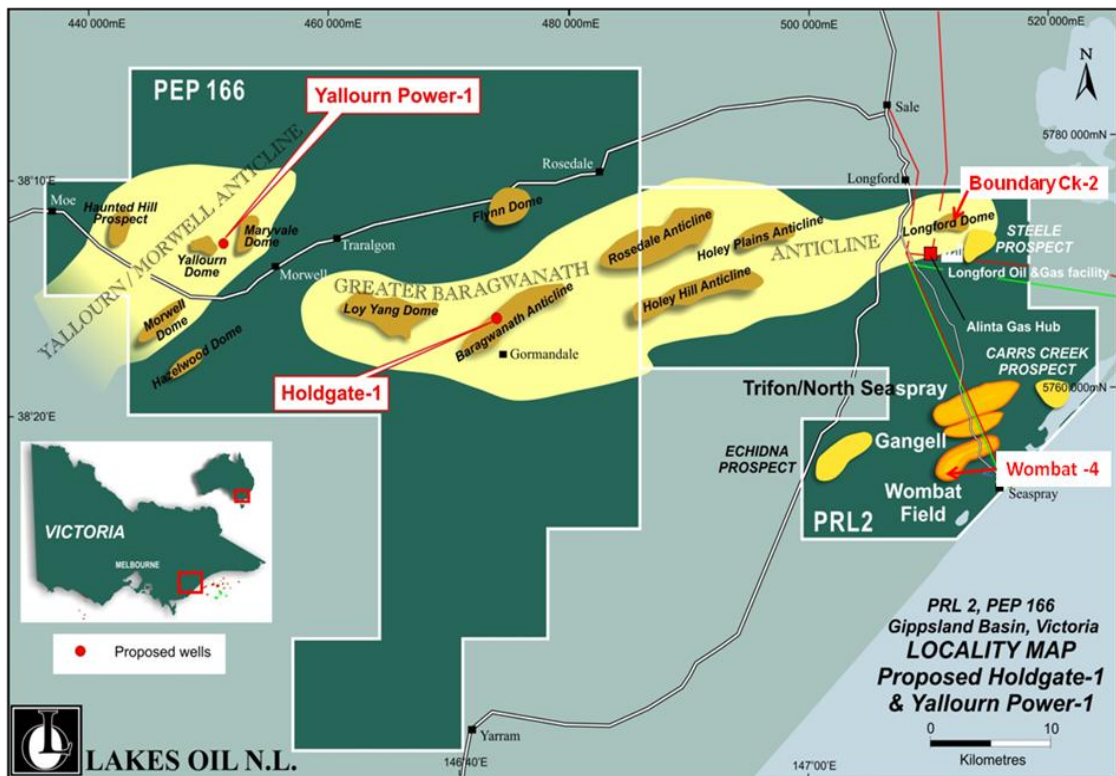 440 000mE
460 000mE
480 000mE
500 000mE
520 000mE
N
PEP 166
Yallourn Power-1
Sale
5780 000mN
38°10'
Moe
Haunted Hill
Prospect
YALLOURN / MORWELL ANTICLINE
Yallourn
Dome
Maryvale
Dome
Traralgon
Morwell
Rosedale
Flynn Dome
Longford
Boundary Ck-2
Longford Dome
STEELE
PROSPECT
Rosedale Anticline
Holey Plains Anticline
GREATER BARAGWANATH
ANTICLINE
Longford Oil &Gas facility
Holey Hill Anticline
Loy Yang Dome
Baragwanath Anticline
Morwell
Dome
Hazelwood Dome
Gormandale
Alinta Gas Hub
CARRS CREEK
PROSPECT
5760 000mN
Holdgate-1
Trifon/North Seaspray
38°20'
Gangell
ECHIDNA
PROSPECT
Wombat -4
Seaspray
Wombat
Field
PRL2
VICTORIA
MELBOURNE
Proposed wells
PRL 2, PEP 166
Gippsland Basin, Victoria
LOCALITY MAP
Proposed Holdgate-1
& Yallourn Power-1
0
10
Kilometres
Yarram
LAKES OIL N.L.
146°40'E
147°00'E